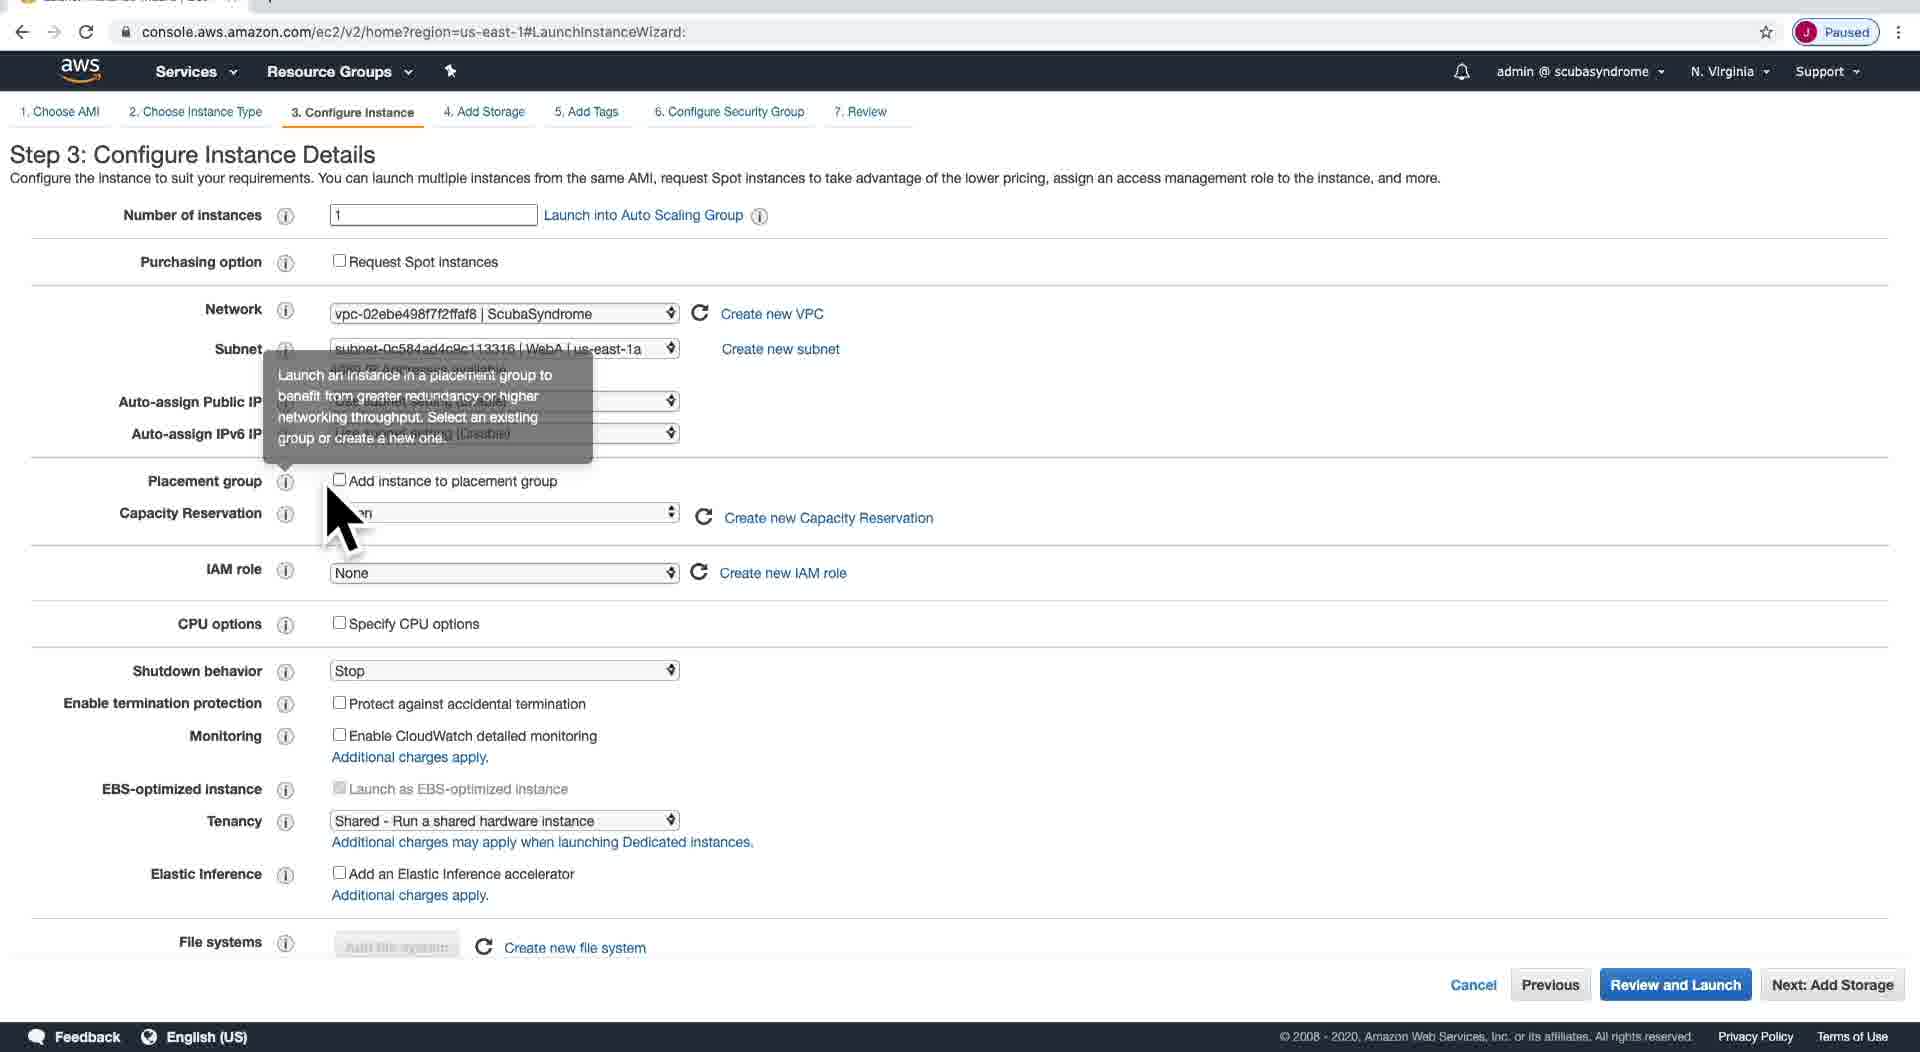 console.aws.amazon.com/ec2/v2/home?region=us-east-1#LaunchInstanceWizard:
J Paused
aws Services Resource Groups admin @ scubasyndrome N. Virginia Support
1. Choose AMI 2. Choose Instance Type 3. Configure Instance 4. Add Storage 5. Add Tags 6. Configure Security Group 7. Review
Step 3: Configure Instance Details
Configure the instance to suit your requirements. You can launch multiple instances from the same AMI, request Spot instances to take advantage of the lower pricing, assign an access management role to the instance, and more.
Number of instances 1 Launch into Auto Scaling Group
Purchasing option Request Spot instances
Network vpc-02ebe498f7f2ffaf8 | ScubaSyndrome Create new VPC
Subnet subnet-0c584ad4c9c113316 | WebA | us-east-1a Create new subnet
Launch an instance in a placement group to
benefit from greater redundancy or higher
networking throughput. Select an existing
group or create a new one.
Auto-assign Public IP
Auto-assign IPv6 IP
Placement group Add instance to placement group
Capacity Reservation Create new Capacity Reservation
IAM role None Create new IAM role
CPU options Specify CPU options
Shutdown behavior Stop
Enable termination protection Protect against accidental termination
Monitoring Enable CloudWatch detailed monitoring
Additional charges apply.
EBS-optimized instance Launch as EBS-optimized instance
Tenancy Shared - Run a shared hardware instance
Additional charges may apply when launching Dedicated instances.
Elastic Inference Add an Elastic Inference accelerator
Additional charges apply.
File systems Add file system Create new file system
Cancel Previous Review and Launch Next: Add Storage
Feedback English (US) © 2008 - 2020, Amazon Web Services, Inc. or its affiliates. All rights reserved. Privacy Policy Terms of Use